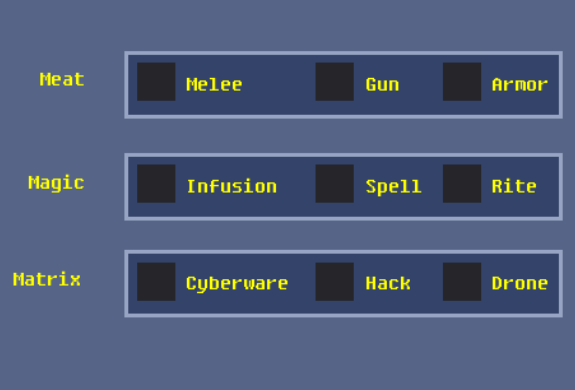 Meat Melee Gun Armor
Magic Infusion Spell Rite
Matrix Cyberware Hack Drone